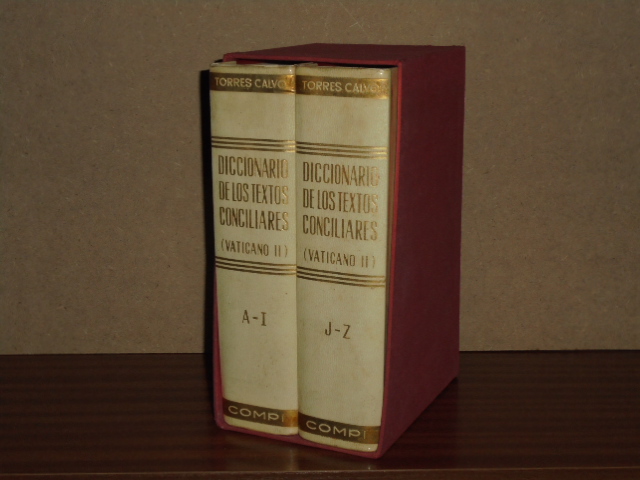 TORRES CALVO
DICCIONARIO
DE LOS TEXTOS
CONCILIARES
(VATICANO II)
A-I
COMPI
TORRES CALVO
DICCIONARIO
DE LOS TEXTOS
CONCILIARES
(VATICANO II)
J-Z
COMPI